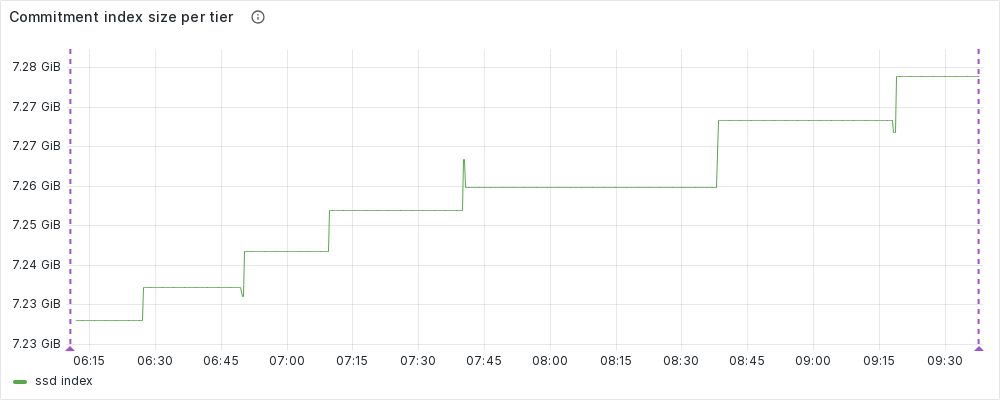 Commitment index size per tier
7.28 GiB
7.27 GiB
7.27 GiB
7.26 GiB
7.25 GiB
7.24 GiB
7.23 GiB
7.23 GiB
06:15 06:30 06:45 07:00 07:15 07:30 07:45 08:00 08:15 08:30 08:45 09:00 09:15 09:30
ssd index